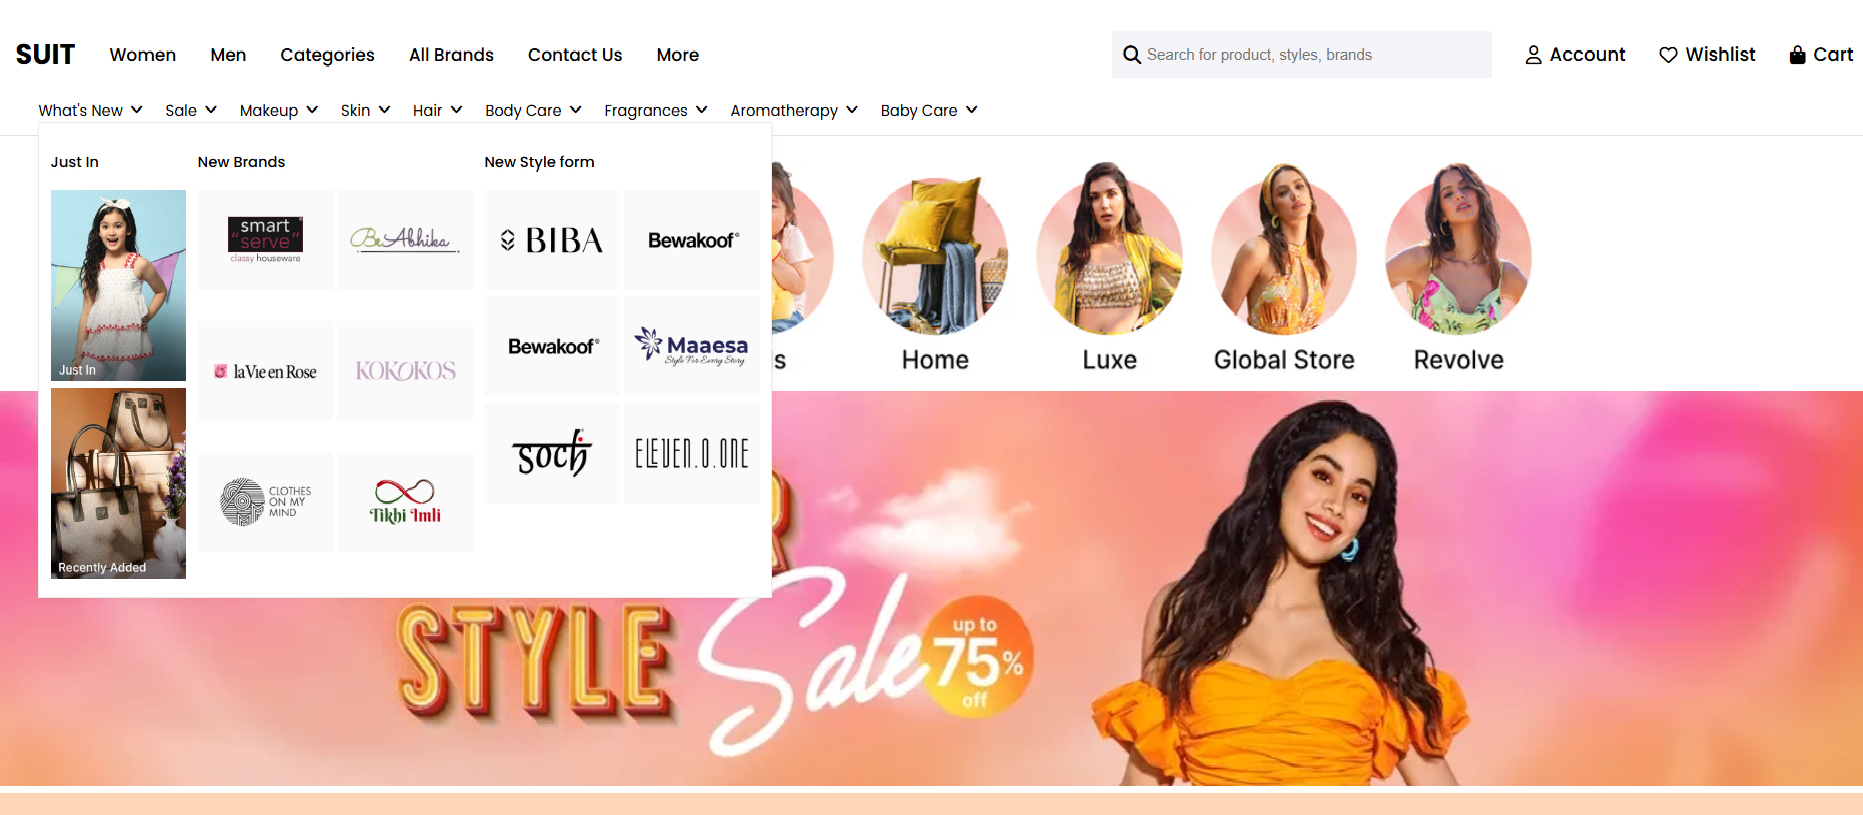 SUIT Women Men Categories All Brands Contact Us More Search for product, styles, brands Account Wishlist Cart
What's New Sale Makeup Skin Hair Body Care Fragrances Aromatherapy Baby Care
Just In New Brands New Style form
smart
"serve"
classy houseware
BeAbhika
BIBA
Bewakoof®
Just In
la Vie en Rose
KOKOKOS
Bewakoof®
Maaesa
Style For Every Story
Recently Added
CLOTHES
ON MY
MIND
Tikhi Imli
soch
ELEVEN.O.ONE
s
Home
Luxe
Global Store
Revolve
R
STYLE
Sale
up to
75%
off